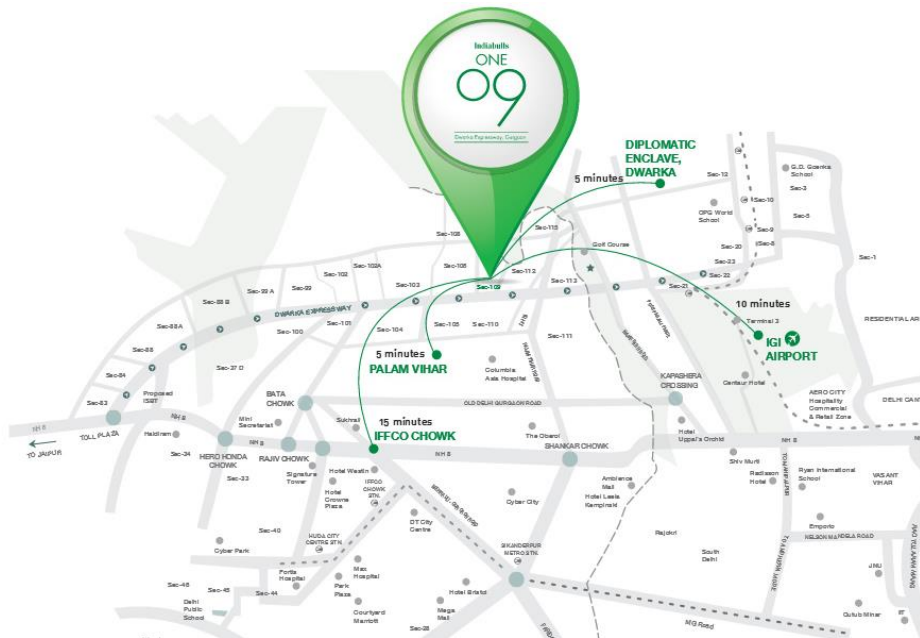 Indiabulls
ONE
09
Dwarka Expressway, Gurgaon
DIPLOMATIC
ENCLAVE,
DWARKA
5 minutes
G.D. Goenka
School
Sec-13
Sec-3
Sec-10
OPG World
School
Sec-5
Sec-9
Sec-8
Sec-20
Sec-23
Sec-22
Sec-21
Sec-1
Sec-115
Golf Course
Sec-108
Sec-102A
Sec-102
Sec-108
Sec-112
Sec-113
Sec-99 A
Sec-99
Sec-103
Sec-109
Sec-88 B
DWARKA EXPRESSWAY
10 minutes
Terminal 3
IGI
AIRPORT
Sec-88A
Sec-100
Sec-101
Sec-104
Sec-105
Sec-110
Sec-111
Sec-88
Sec-84
Sec-37 D
5 minutes
PALAM VIHAR
Columbia
Asia Hospital
KAPASHERA
CROSSING
Centaur Hotel
AERO CITY
Hospitality
Commercial
& Retail Zone
Proposed
ISBT
BATA
CHOWK
OLD DELHI GURGAON ROAD
Sec-83
NH 8
TO JAIPUR
TOLL PLAZA
Haldiram
Mini
Secretariat
Sukhrali
15 minutes
IFFCO CHOWK
The Oberoi
SHANKAR CHOWK
Hotel
Uppal's Orchid
NH 8
NH 8
NH 8
NH 8
NH 8
HERO HONDA
CHOWK
RAJIV CHOWK
Sec-34
Sec-33
Signature
Tower
Hotel Westin
IFFCO
CHOWK
STN.
Hotel
Crowne
Plaza
Shiv Murti
Radisson
Hotel
Ryan International
School
VASANT
VIHAR
Ambience
Mall
Hotel Leela
Kempinski
Cyber City
DT City
Centre
Sec-40
HUDA CITY
CENTRE STN.
SIKANDERPUR
METRO STN.
Rajokri
South
Delhi
Emporio
NELSON MANDELA ROAD
Cyber Park
Fortis
Hospital
Max
Hospital
Park
Plaza
Courtyard
Marriott
Hotel Bristol
Mega
Mall
JNU
Qutub Minar
IIT
Sec-46
Sec-45
Sec-44
Delhi
Public
School
Sec-28
MG Road